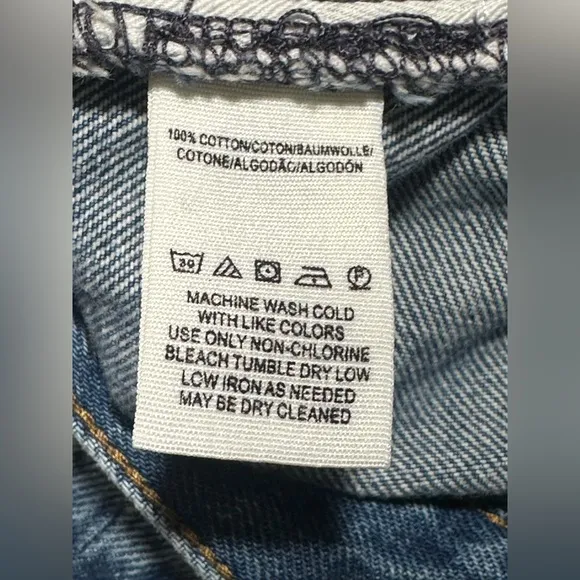 100% COTTON/COTON/BAUMWOLLE/
COTONE/ALGODÃO/ALGODÓN
30
MACHINE WASH COLD
WITH LIKE COLORS
USE ONLY NON-CHLORINE
BLEACH TUMBLE DRY LOW
LOW IRON AS NEEDED
MAY BE DRY CLEANED